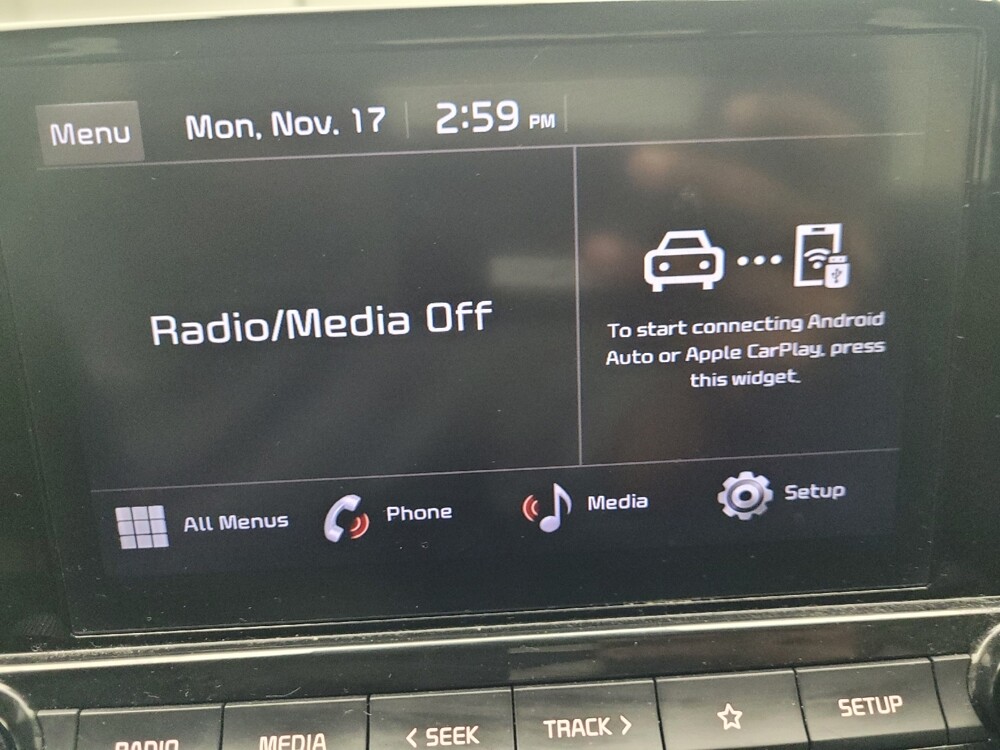 Menu
Mon, Nov. 17
2:59 PM
Radio/Media Off
To start connecting Android
Auto or Apple CarPlay, press
this widget.
All Menus
Phone
Media
Setup
RADIO
MEDIA
< SEEK
TRACK >
SETUP